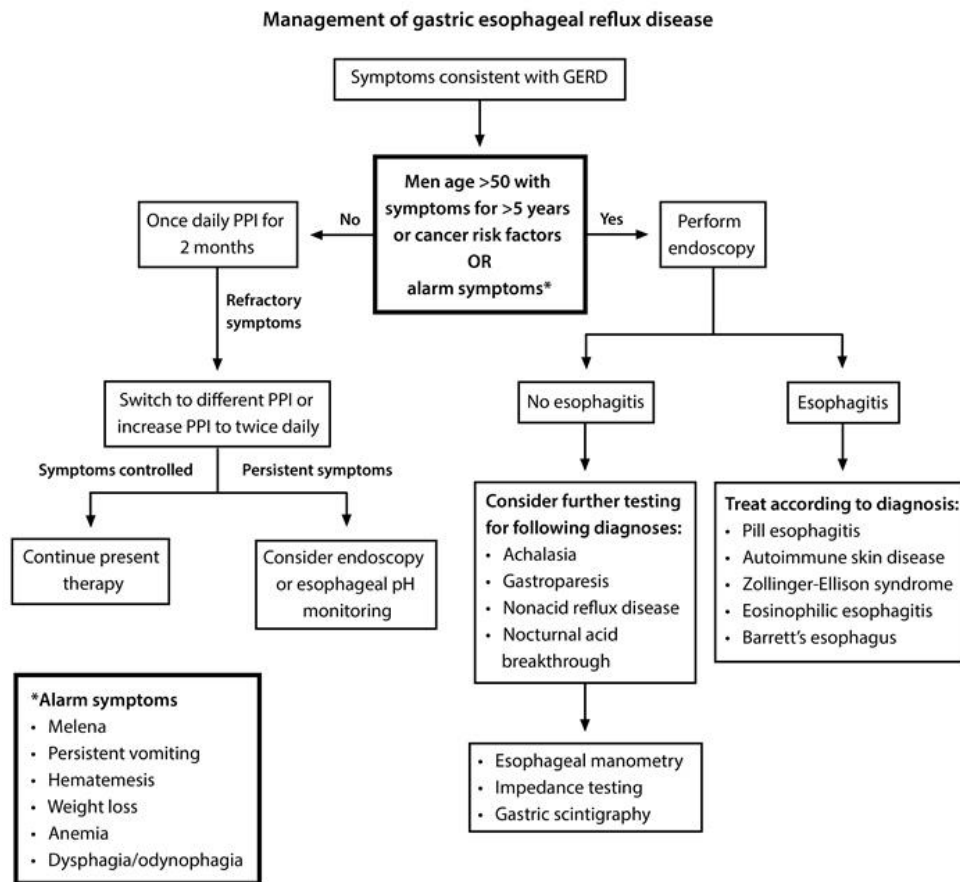 Management of gastric esophageal reflux disease
Symptoms consistent with GERD
Men age >50 with
symptoms for >5 years
or cancer risk factors
OR
alarm symptoms*
No
Yes
Once daily PPI for
2 months
Perform
endoscopy
Refractory
symptoms
Switch to different PPI or
increase PPI to twice daily
Symptoms controlled
Persistent symptoms
Continue present
therapy
Consider endoscopy
or esophageal pH
monitoring
No esophagitis
Esophagitis
Consider further testing
for following diagnoses:
• Achalasia
• Gastroparesis
• Nonacid reflux disease
• Nocturnal acid
breakthrough
Treat according to diagnosis:
• Pill esophagitis
• Autoimmune skin disease
• Zollinger-Ellison syndrome
• Eosinophilic esophagitis
• Barrett's esophagus
• Esophageal manometry
• Impedance testing
• Gastric scintigraphy
*Alarm symptoms
• Melena
• Persistent vomiting
• Hematemesis
• Weight loss
• Anemia
• Dysphagia/odynophagia